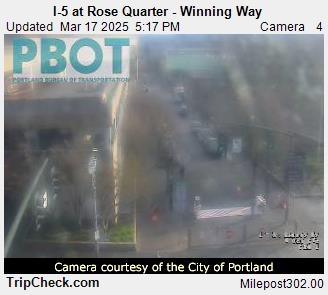 I-5 at Rose Quarter - Winning Way
Updated Mar 17 2025 5:17 PM Camera 4
PBOT
PORTLAND BUREAU OF TRANSPORTATION
Camera courtesy of the City of Portland
TripCheck.com Milepost302.00